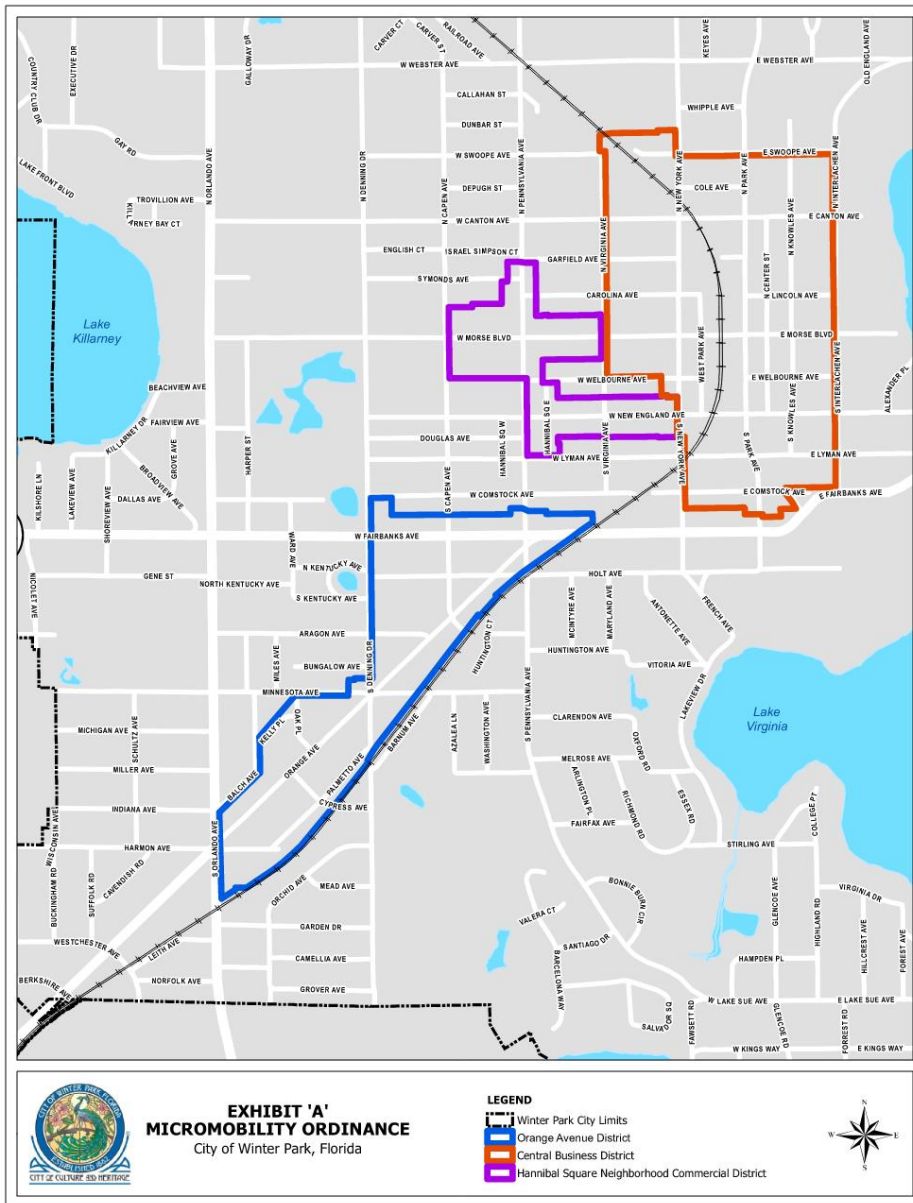 CARVER CT
CARVER ST
RAILROAD AVE
KEYES AVE
OLD ENGLAND AVE
COUNTRY CLUB DR
EXECUTIVE DR
GALLOWAY DR
W WEBSTER AVE
E WEBSTER AVE
CALLAHAN ST
WHIPPLE AVE
DUNBAR ST
GAY RD
N ORLANDO AVE
N DENNING DR
W SWOOPE AVE
N PENNSYLVANIA AVE
N NEW YORK AVE
N PARK AVE
E SWOOPE AVE
N INTERLACHEN AVE
LAKE FRONT BLVD
DEPUGH ST
COLE AVE
TROVILLION AVE
N CAPEN AVE
N KNOWLES AVE
KILLA
RNEY BAY CT
W CANTON AVE
E CANTON AVE
ENGLISH CT
ISRAEL SIMPSON CT
GARFIELD AVE
N VIRGINIA AVE
N CENTER ST
SYMONDS AVE
CAROLINA AVE
N LINCOLN AVE
Lake
Killarney
W MORSE BLVD
WEST PARK AVE
E MORSE BLVD
BEACHVIEW AVE
W WELBOURNE AVE
E WELBOURNE AVE
S INTERLACHEN AVE
ALEXANDER PL
FAIRVIEW AVE
KILLARNEY DR
GROVE AVE
HARPER ST
DOUGLAS AVE
HANNIBAL SQ W
HANNIBAL SQ E
W NEW ENGLAND AVE
S VIRGINIA AVE
S NEW YORK AVE
S KNOWLES AVE
S PARK AVE
W LYMAN AVE
E LYMAN AVE
KILSHORE LN
LAKEVIEW AVE
SHOREVIEW AVE
BROADVIEW AVE
DALLAS AVE
S CAPEN AVE
W COMSTOCK AVE
E COMSTOCK AVE
E FAIRBANKS AVE
WARD AVE
W FAIRBANKS AVE
N KENTUCKY AVE
NICOLET AVE
GENE ST
NORTH KENTUCKY AVE
HOLT AVE
S KENTUCKY AVE
MCINTYRE AVE
MARYLAND AVE
ANTONETTE AVE
FRENCH AVE
ARAGON AVE
HUNTINGTON CT
HUNTINGTON AVE
MILES AVE
BUNGALOW AVE
S DENNING DR
VITORIA AVE
LAKEVIEW DR
MINNESOTA AVE
S PENNSYLVANIA AVE
Lake
Virginia
MICHIGAN AVE
SCHULTZ AVE
KELLY PL
OAK PL
ORANGE AVE
BARNUM AVE
AZALEA LN
WASHINGTON AVE
CLARENDON AVE
OXFORD RD
MILLER AVE
BALCH AVE
PALMETTO AVE
MELROSE AVE
ARLINGTON PL
RICHMOND RD
ESSEX RD
INDIANA AVE
CYPRESS AVE
FAIRFAX AVE
COLLEGE PT
WISCONSIN AVE
HARMON AVE
S ORLANDO AVE
STIRLING AVE
BUCKINGHAM RD
SUFFOLK RD
CAVENDISH RD
ORCHID AVE
MEAD AVE
BONNIE BURN CIR
GLENCOE AVE
HIGHLAND RD
VIRGINIA DR
VALERA CT
GARDEN DR
SANTIAGO DR
WESTCHESTER AVE
LEITH AVE
CAMELLIA AVE
BARCELONA WAY
HAMPDEN PL
HILLCREST AVE
FOREST AVE
BERKSHIRE AVE
NORFOLK AVE
GROVER AVE
SALVADOR SQ
FAWSETT RD
W LAKE SUE AVE
GLENCOE RD
E LAKE SUE AVE
FORREST RD
W KINGS WAY
E KINGS WAY
CITY OF WINTER PARK, FLORIDA
ESTABLISHED 1882
CITY OF CULTURE AND HERITAGE
EXHIBIT 'A'
MICROMOBILITY ORDINANCE
City of Winter Park, Florida
LEGEND
Winter Park City Limits
Orange Avenue District
Central Business District
Hannibal Square Neighborhood Commercial District
N
W
E
S